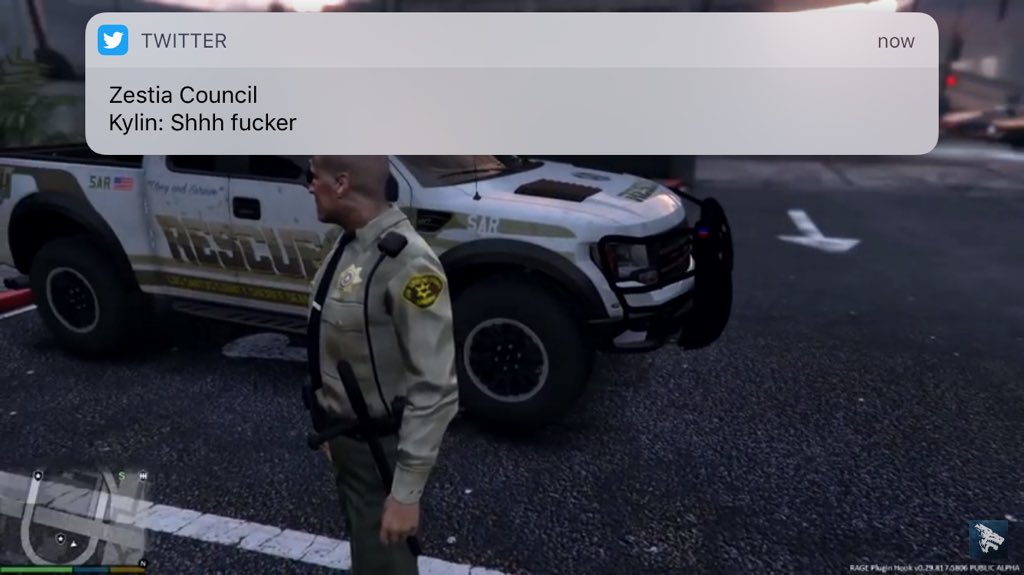 TWITTER
now
Zestia Council
Kylin: Shhh fucker
SAR
SAR
RESCUE
S
N
RAGE Plugin Hook v0.29.817.5806 PUBLIC ALPHA